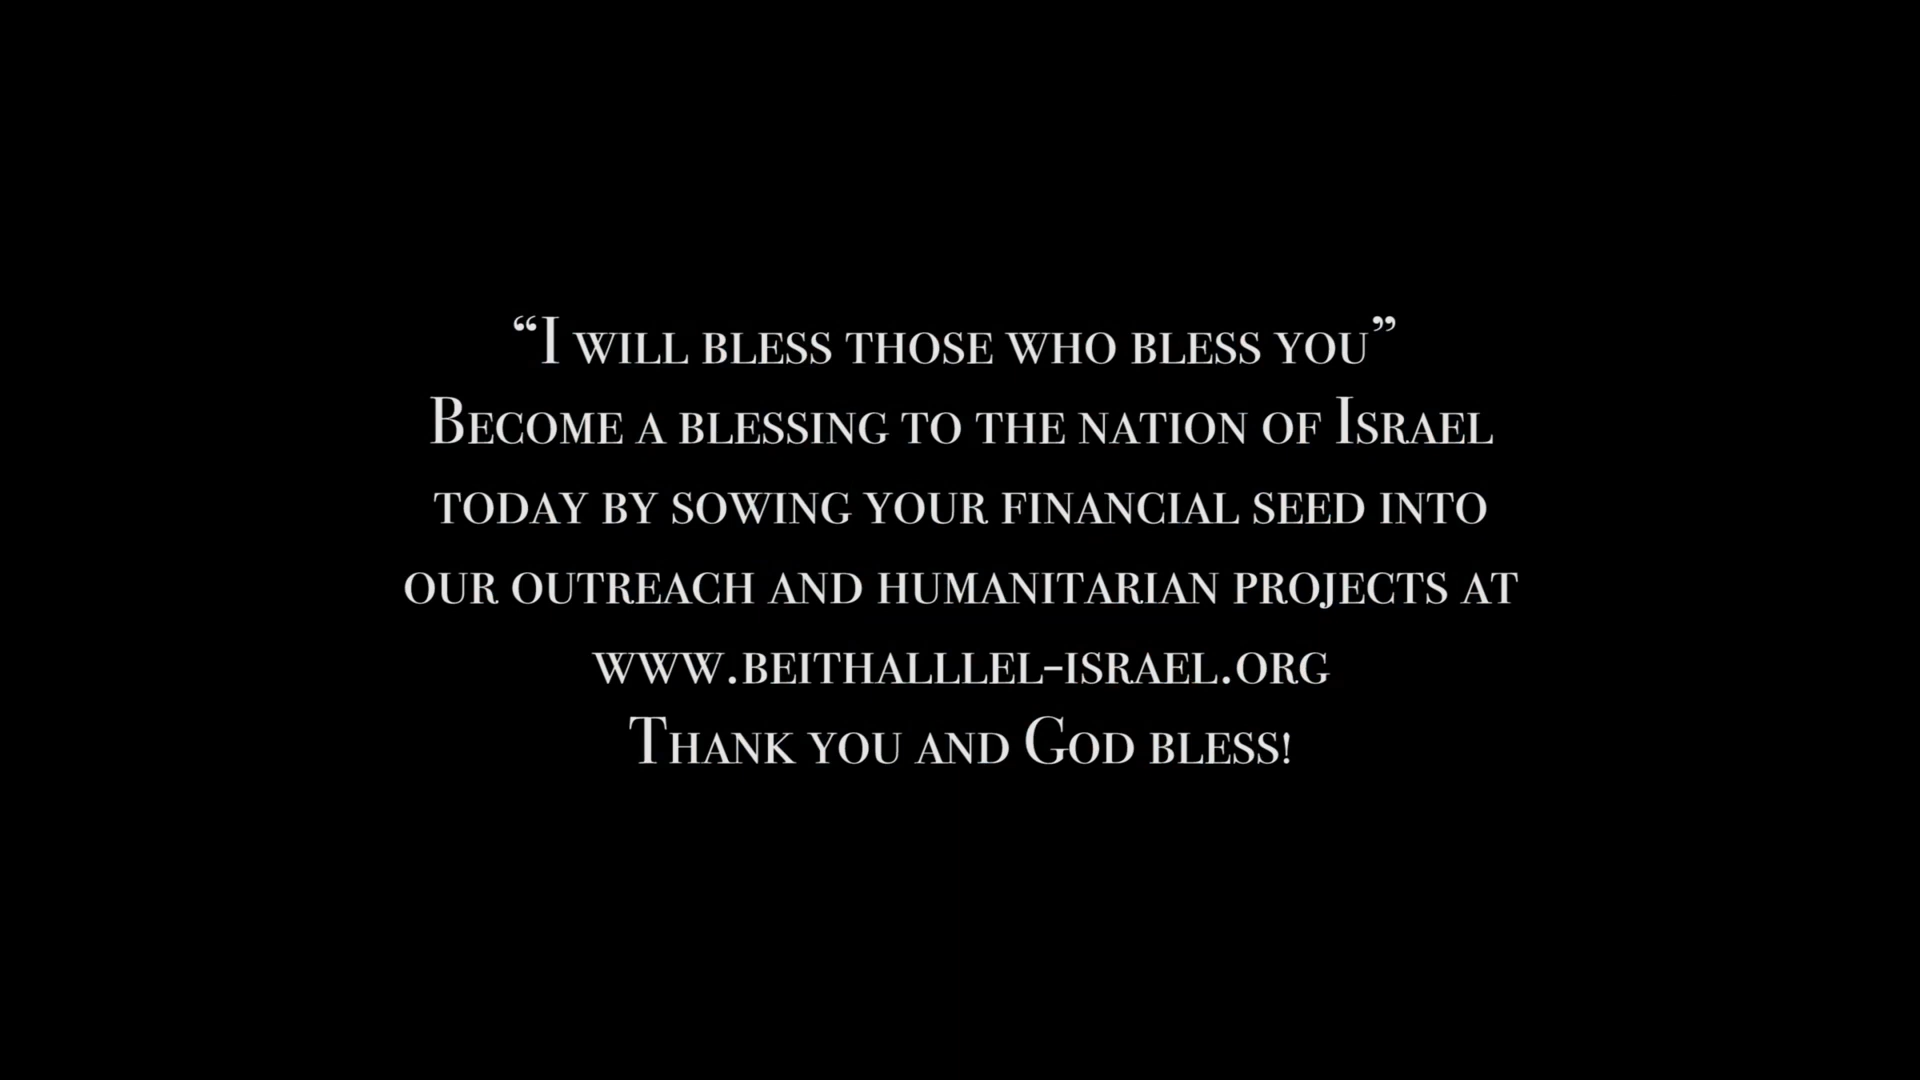 “I will bless those who bless you”
Become a blessing to the nation of Israel
today by sowing your financial seed into
our outreach and humanitarian projects at
www.beithalllel-israel.org
Thank you and God bless!